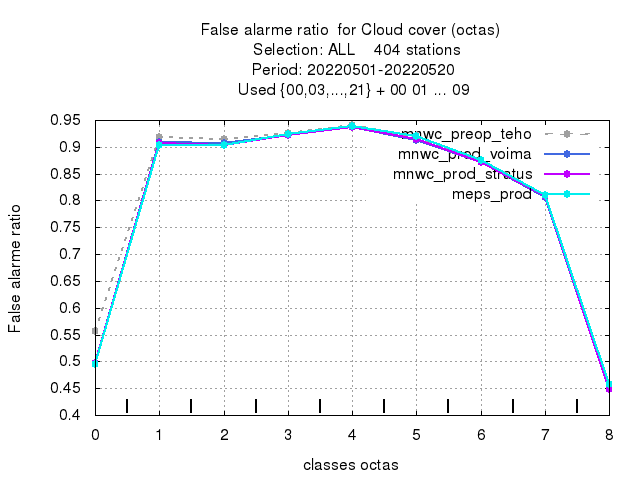 False alarme ratio  for Cloud cover (octas)
Selection: ALL    404 stations
Period: 20220501-20220520
Used {00,03,...,21} + 00 01 ... 09
mnwc_preop_teho
mnwc_prod_voima
mnwc_prod_stratus
meps_prod
False alarme ratio
0.95
0.9
0.85
0.8
0.75
0.7
0.65
0.6
0.55
0.5
0.45
0.4
0 1 2 3 4 5 6 7 8
classes octas